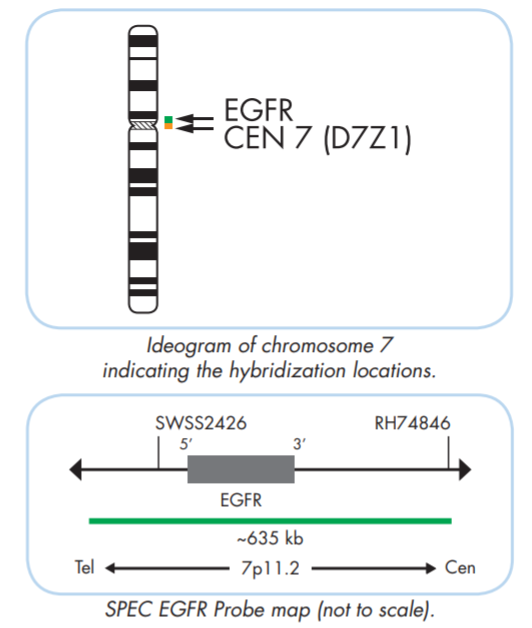 EGFR
CEN 7 (D7Z1)
Ideogram of chromosome 7
indicating the hybridization locations.
SWSS2426 RH74846
5’ 3’
EGFR
~635 kb
Tel 7p11.2 Cen
SPEC EGFR Probe map (not to scale).